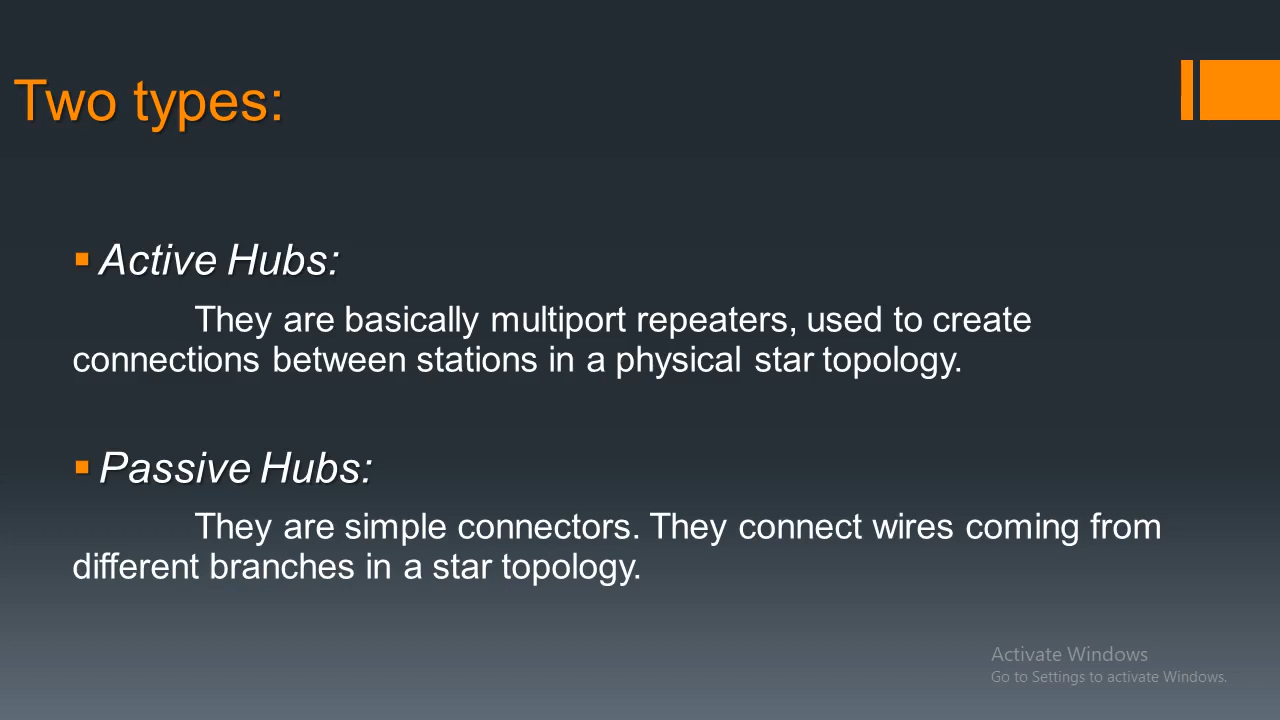 Two types:
Active Hubs:
They are basically multiport repeaters, used to create
connections between stations in a physical star topology.
Passive Hubs:
They are simple connectors. They connect wires coming from
different branches in a star topology.
Activate Windows
Go to Settings to activate Windows.